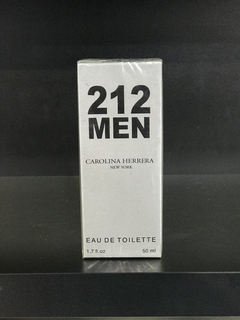 212
MEN
CAROLINA HERRERA
NEW YORK
EAU DE TOILETTE
1,7 fl oz 50 ml